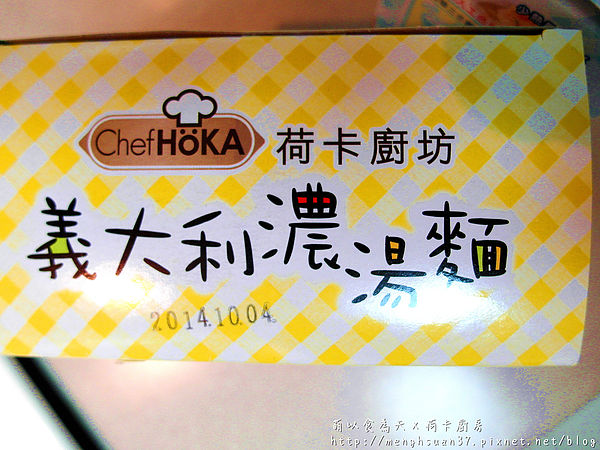 ChefHöKA 荷卡廚坊
義大利濃湯麵
2014.10.04
萌以食為天 X 荷卡廚房
https://menghsuan37.pixnet.net/blog